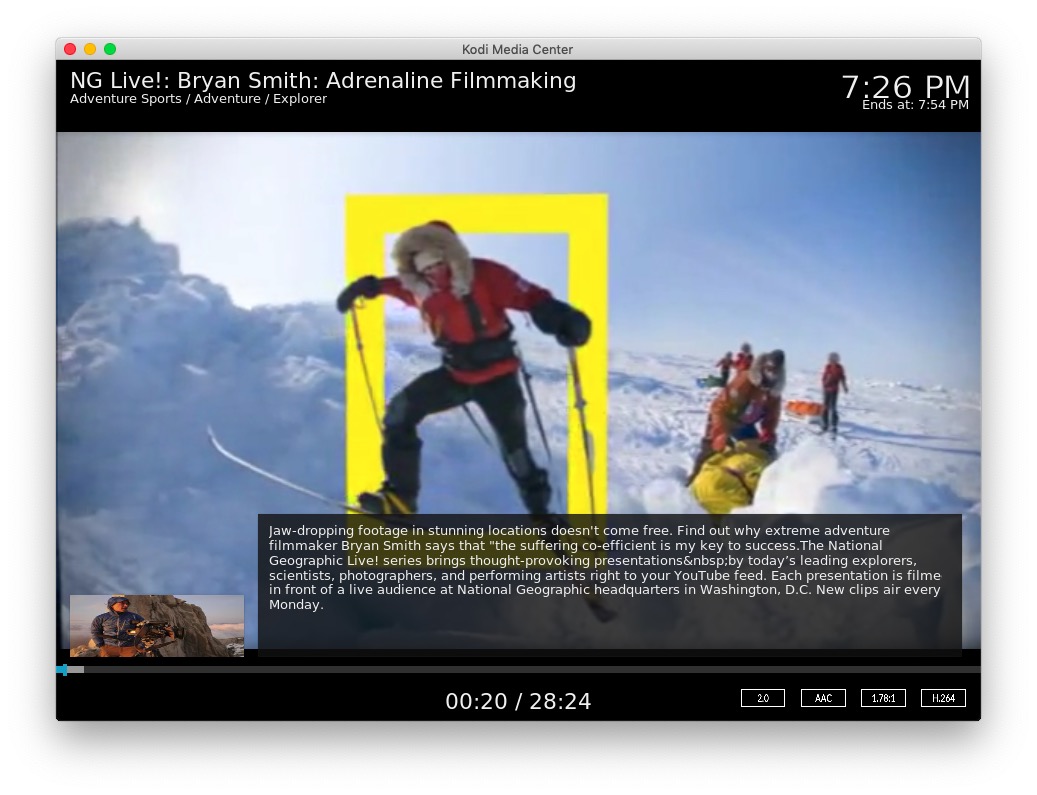 Kodi Media Center
NG Live!: Bryan Smith: Adrenaline Filmmaking
Adventure Sports / Adventure / Explorer
7:26 PM
Ends at: 7:54 PM
Jaw-dropping footage in stunning locations doesn't come free. Find out why extreme adventure
filmmaker Bryan Smith says that "the suffering co-efficient is my key to success.The National
Geographic Live! series brings thought-provoking presentations&nbsp;by today’s leading explorers,
scientists, photographers, and performing artists right to your YouTube feed. Each presentation is filme
in front of a live audience at National Geographic headquarters in Washington, D.C. New clips air every
Monday.
00:20 / 28:24
2.0
AAC
1.78:1
H.264